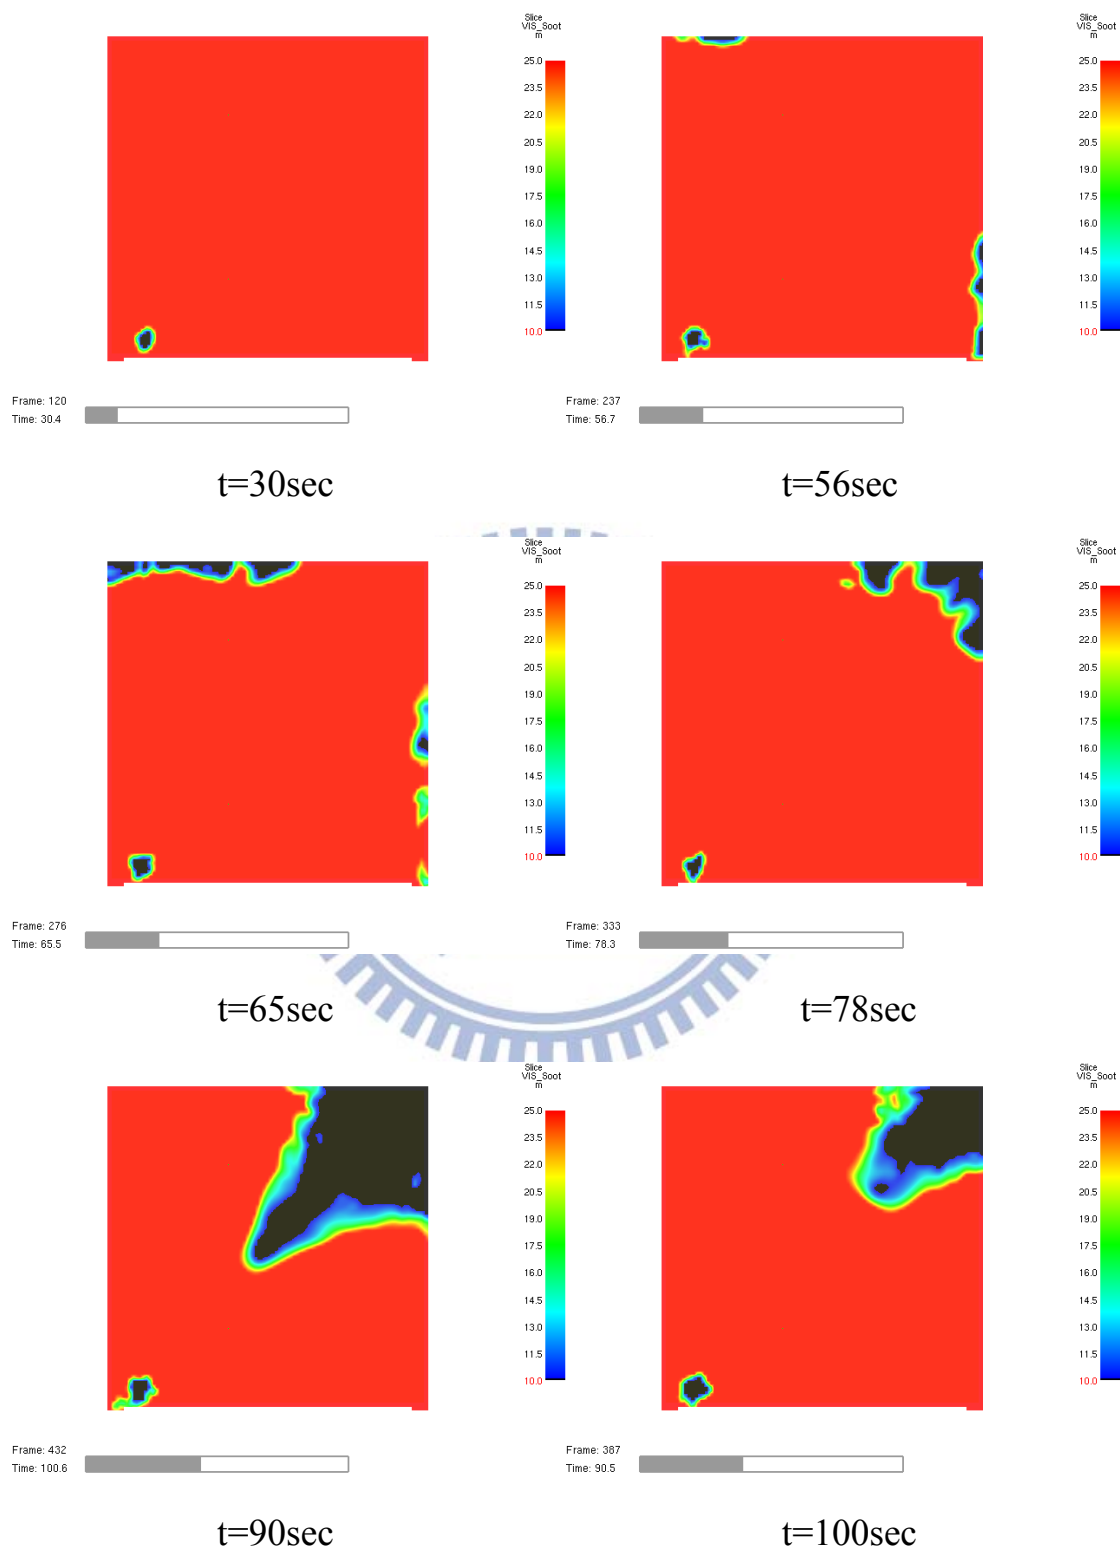 Slice
VIS_Soot
m
25.0
23.5
22.0
20.5
19.0
17.5
16.0
14.5
13.0
11.5
10.0
Frame: 120
Time: 30.4
t=30sec
Slice
VIS_Soot
m
25.0
23.5
22.0
20.5
19.0
17.5
16.0
14.5
13.0
11.5
10.0
Frame: 237
Time: 56.7
t=56sec
Slice
VIS_Soot
m
25.0
23.5
22.0
20.5
19.0
17.5
16.0
14.5
13.0
11.5
10.0
Frame: 276
Time: 65.5
t=65sec
Slice
VIS_Soot
m
25.0
23.5
22.0
20.5
19.0
17.5
16.0
14.5
13.0
11.5
10.0
Frame: 333
Time: 78.3
t=78sec
Slice
VIS_Soot
m
25.0
23.5
22.0
20.5
19.0
17.5
16.0
14.5
13.0
11.5
10.0
Frame: 432
Time: 100.6
t=90sec
Slice
VIS_Soot
m
25.0
23.5
22.0
20.5
19.0
17.5
16.0
14.5
13.0
11.5
10.0
Frame: 387
Time: 90.5
t=100sec